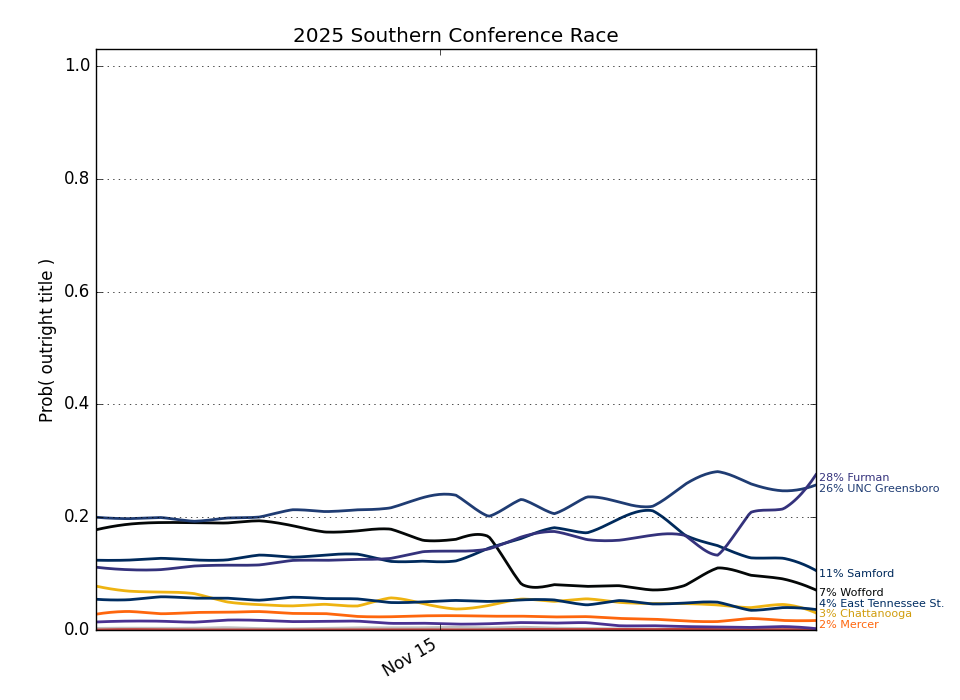 2025 Southern Conference Race
1.0
0.8
0.6
0.4
0.2
0.0
Prob( outright title )
Nov 15
28% Furman
26% UNC Greensboro
11% Samford
7% Wofford
4% East Tennessee St.
3% Chattanooga
2% Mercer